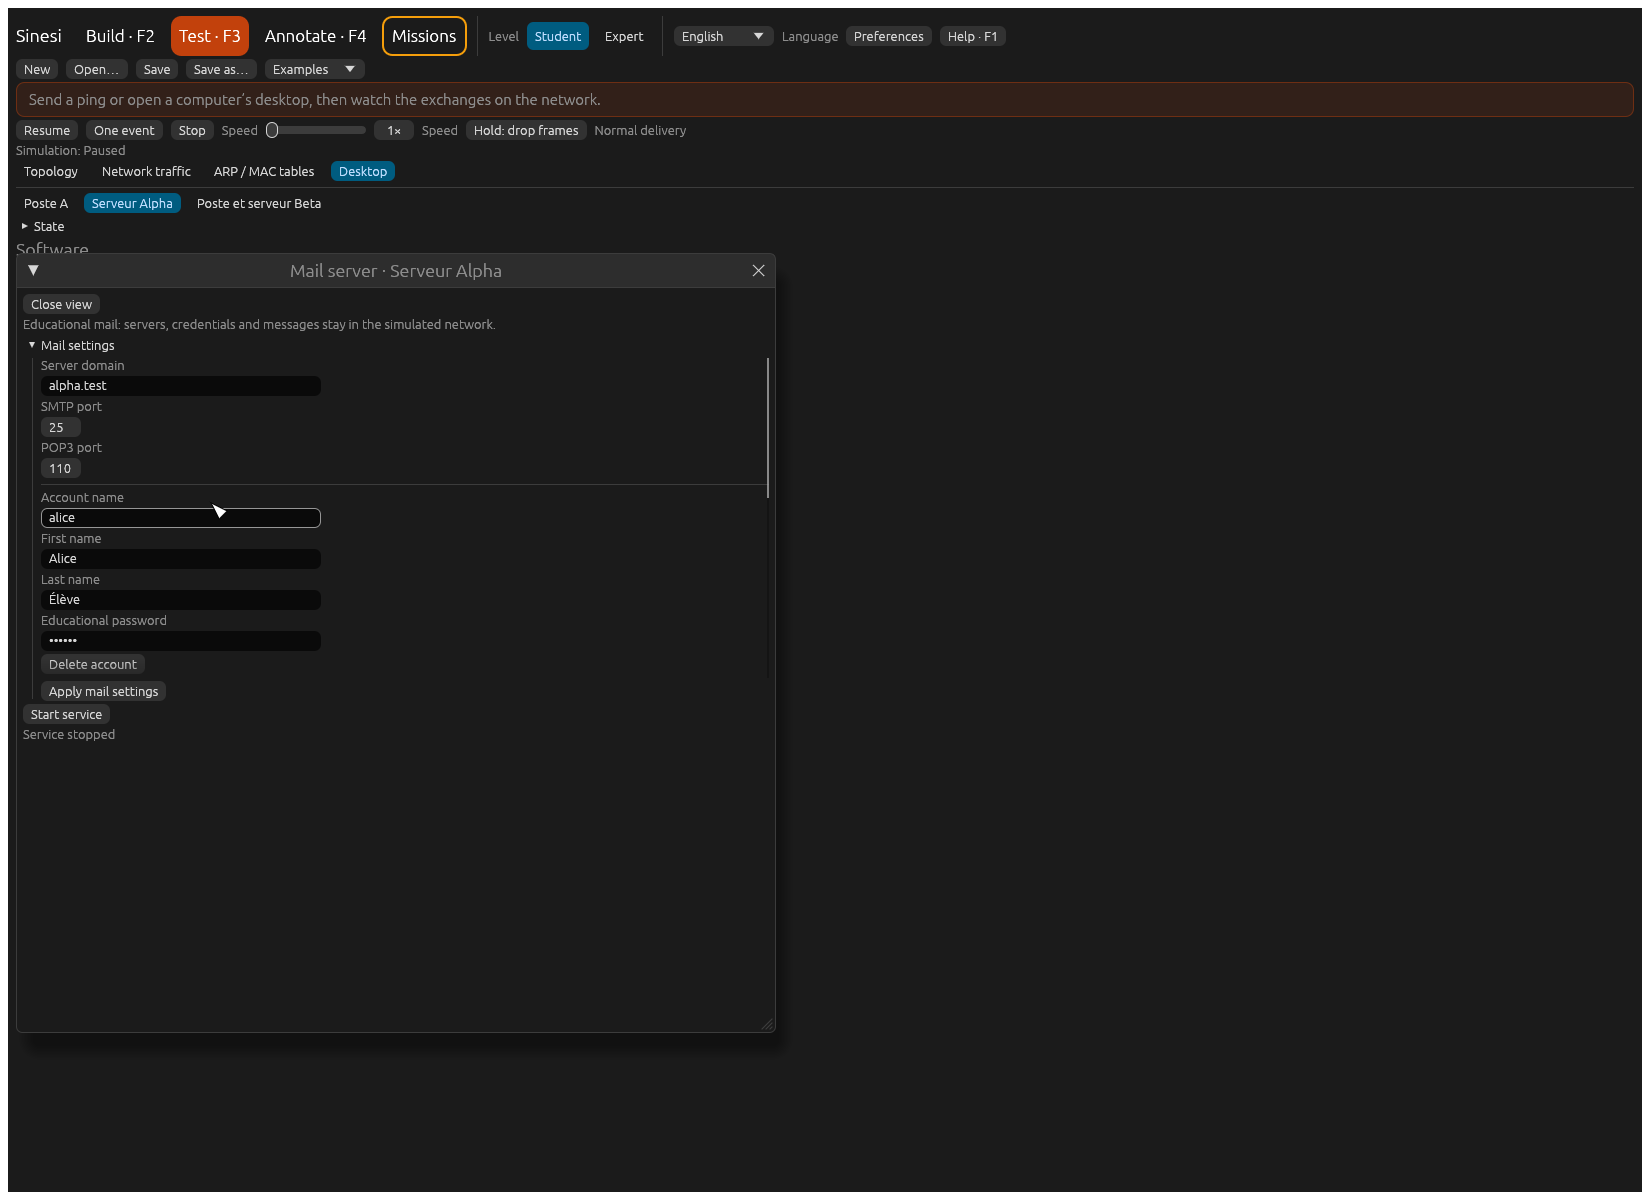 Sinesi Build · F2 Test · F3 Annotate · F4 Missions Level Student Expert English Language Preferences Help · F1
New Open… Save Save as… Examples
Send a ping or open a computer’s desktop, then watch the exchanges on the network.
Resume One event Stop Speed 1× Speed Hold: drop frames Normal delivery
Simulation: Paused
Topology Network traffic ARP / MAC tables Desktop
Poste A Serveur Alpha Poste et serveur Beta
State
Software
Mail server · Serveur Alpha
Close view
Educational mail: servers, credentials and messages stay in the simulated network.
Mail settings
Server domain
alpha.test
SMTP port
25
POP3 port
110
Account name
alice
First name
Alice
Last name
Élève
Educational password
••••••
Delete account
Apply mail settings
Start service
Service stopped